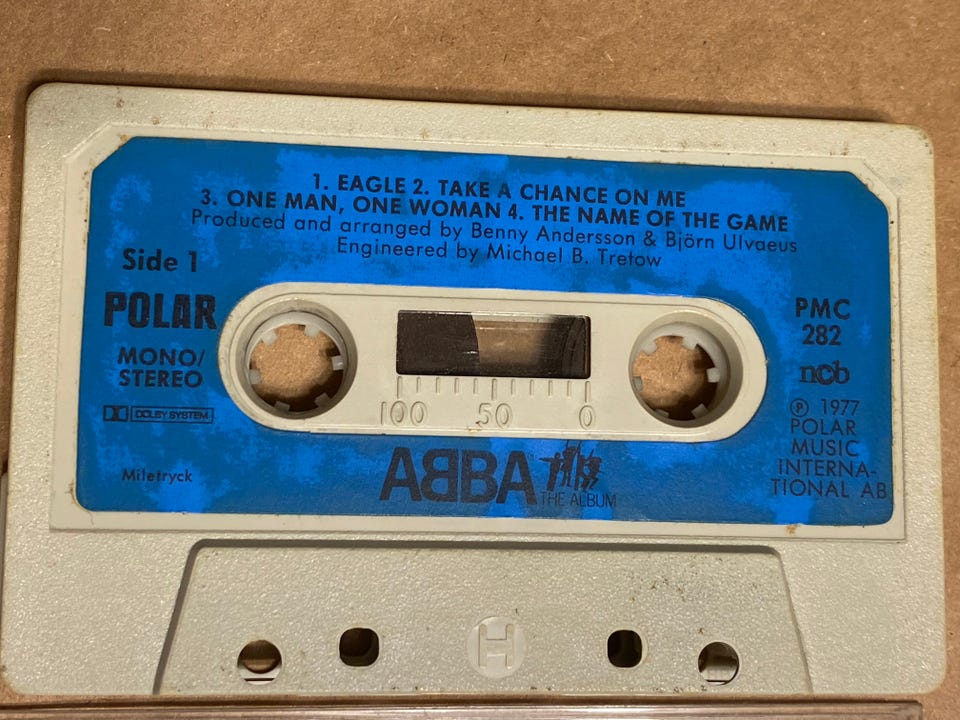 1. EAGLE 2. TAKE A CHANCE ON ME
3. ONE MAN, ONE WOMAN 4. THE NAME OF THE GAME
Produced and arranged by Benny Andersson & Björn Ulvaeus
Engineered by Michael B. Tretow
Side 1
POLAR
MONO/
STEREO
DOLBY SYSTEM
Miletryck
100 50 0
PMC
282
ncb
Ⓟ 1977
POLAR
MUSIC
INTERNA-
TIONAL AB
ABBA
THE ALBUM
H